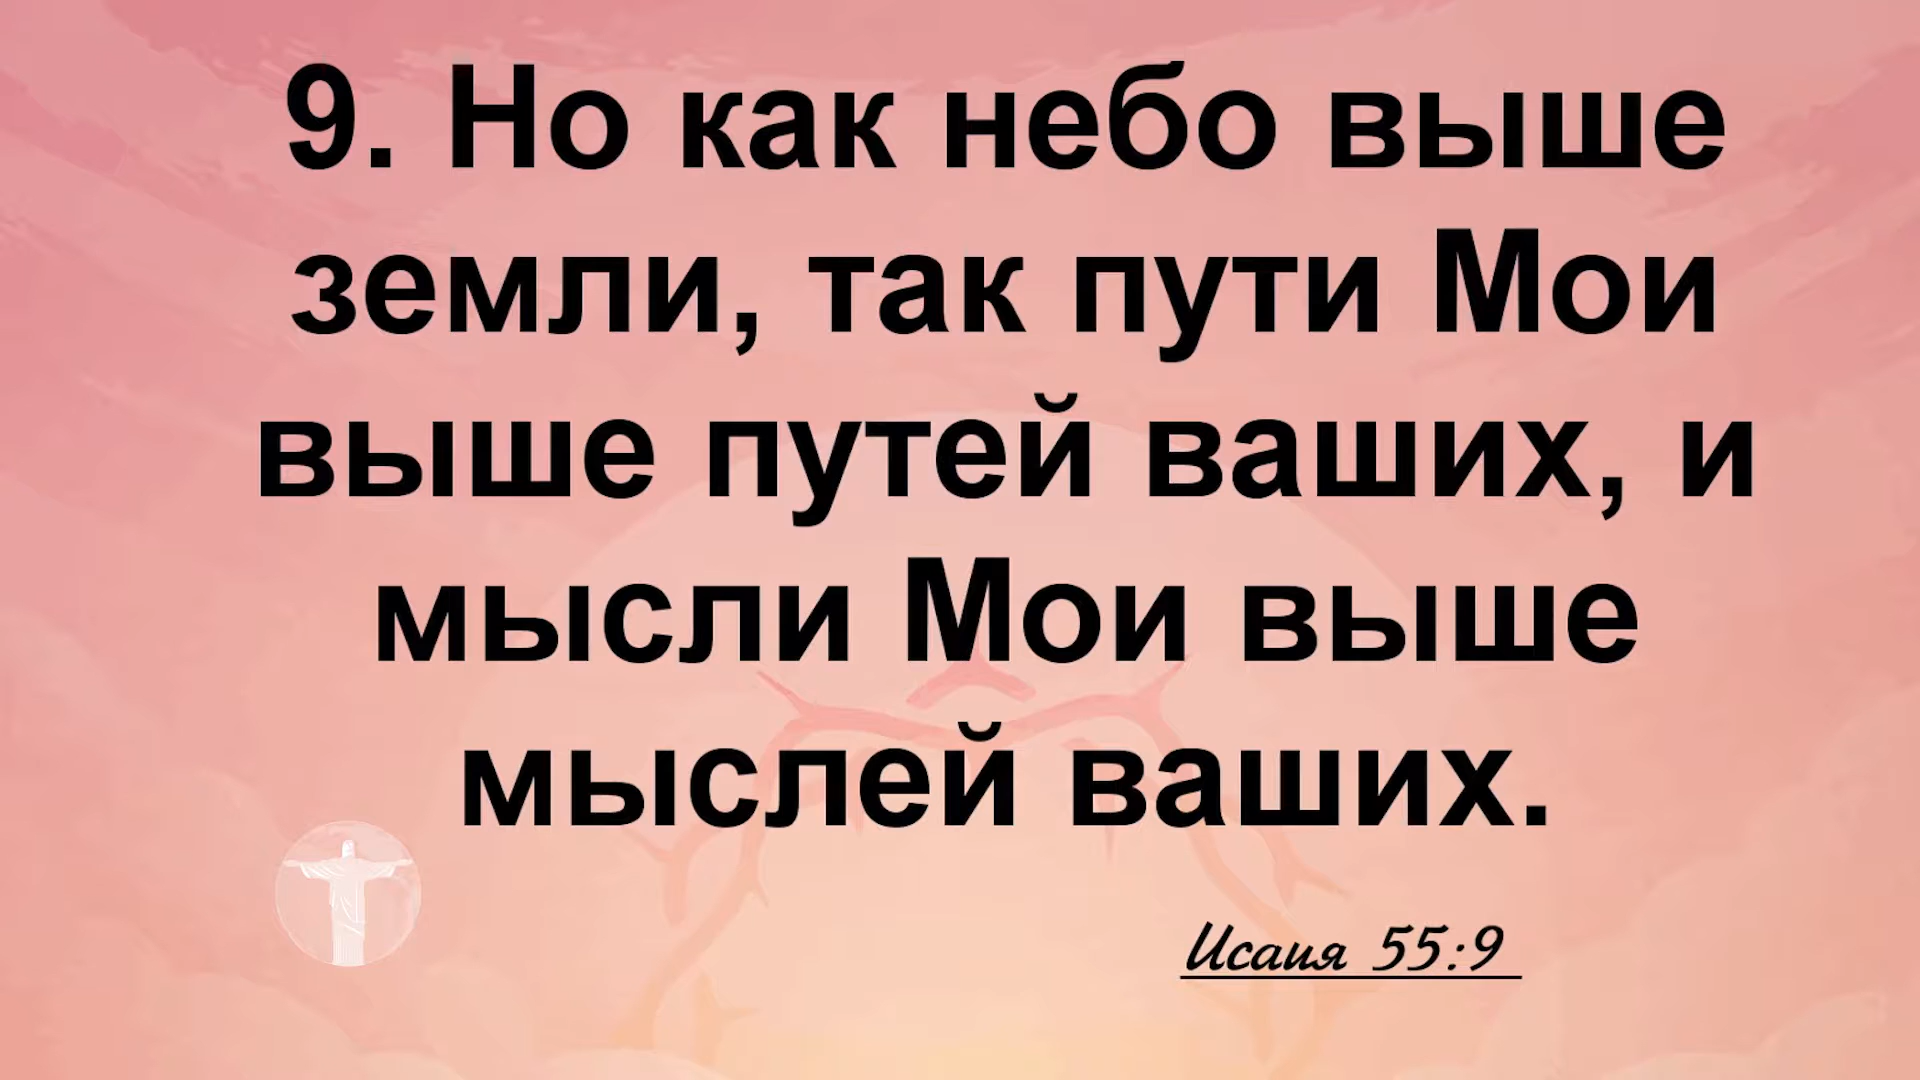 9. Но как небо выше
земли, так пути Мои
выше путей ваших, и
мысли Мои выше
мыслей ваших.
Исаия 55:9